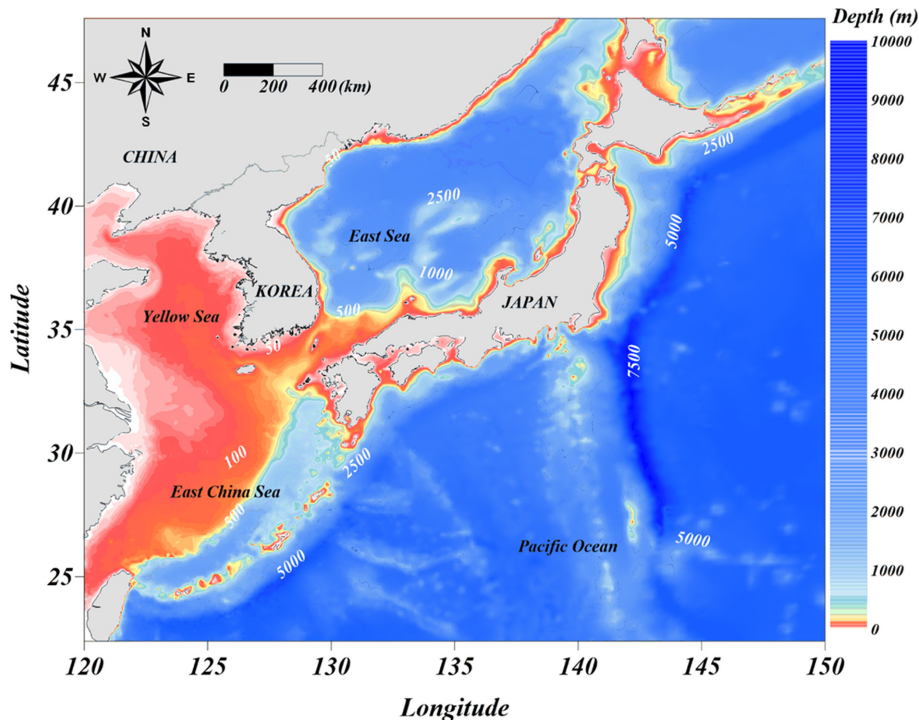 Depth (m)
N
W E
S
0 200 400 (km)
10000
9000
8000
7000
6000
5000
4000
3000
2000
1000
0
45
40
35
30
25
CHINA
50
2500
2500
East Sea
5000
1000
KOREA
JAPAN
500
Yellow Sea
50
7500
100
2500
East China Sea
500
Pacific Ocean
5000
5000
120 125 130 135 140 145 150
Latitude
Longitude